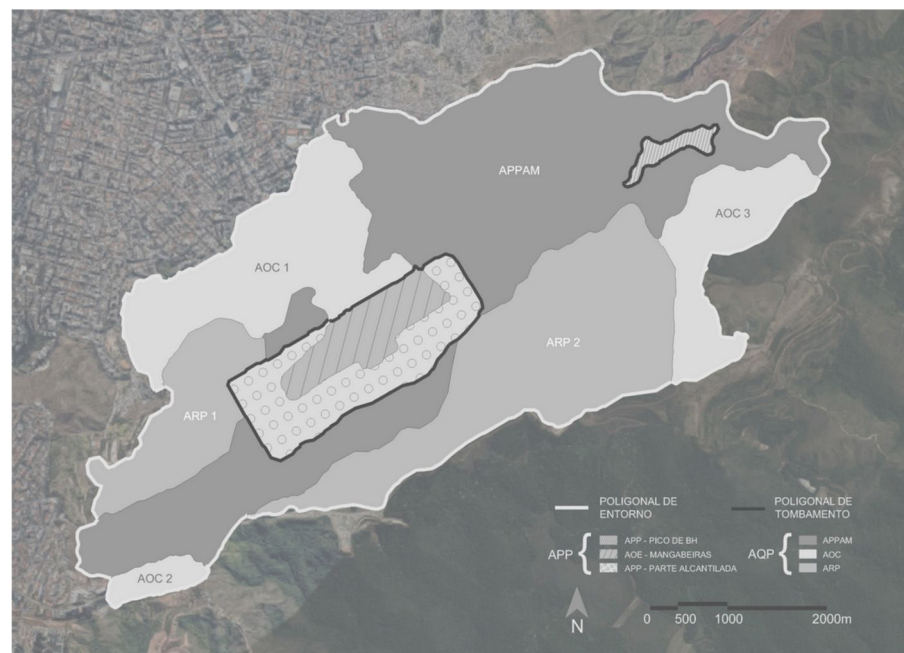 APPAM
AOC 3
AOC 1
ARP 2
ARP 1
AOC 2
POLIGONAL DE
ENTORNO
POLIGONAL DE
TOMBAMENTO
APP
APP - PICO DE BH
AOE - MANGABEIRAS
APP - PARTE ALCANTILADA
AQP
APPAM
AOC
ARP
N
0 500 1000 2000m